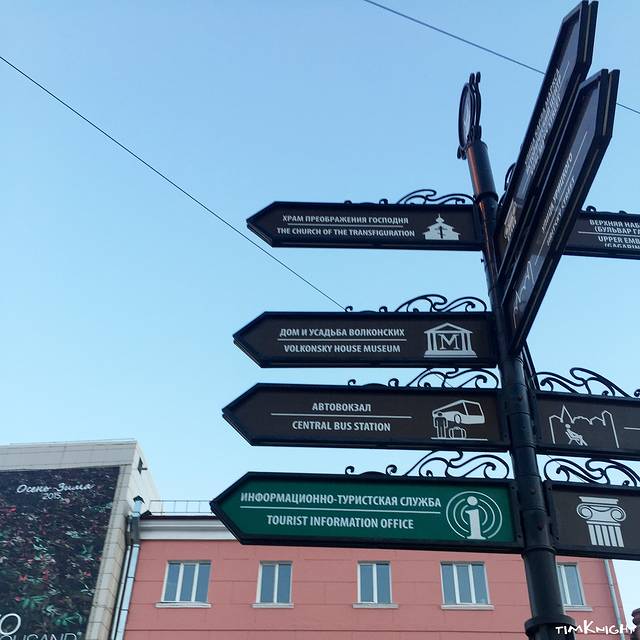 ХРАМ ПРЕОБРАЖЕНИЯ ГОСПОДНЯ
THE CHURCH OF THE TRANSFIGURATION
ВЕРХНЯЯ НАБ
(БУЛЬВАР ГА
UPPER EMB
(GAGARIN
ДОМ И УСАДЬБА ВОЛКОНСКИХ
VOLKONSKY HOUSE MUSEUM
М
АВТОВОКЗАЛ
CENTRAL BUS STATION
ИНФОРМАЦИОННО-ТУРИСТСКАЯ СЛУЖБА
TOURIST INFORMATION OFFICE
i
Осень-Зима
2015
TIMKNIGHT